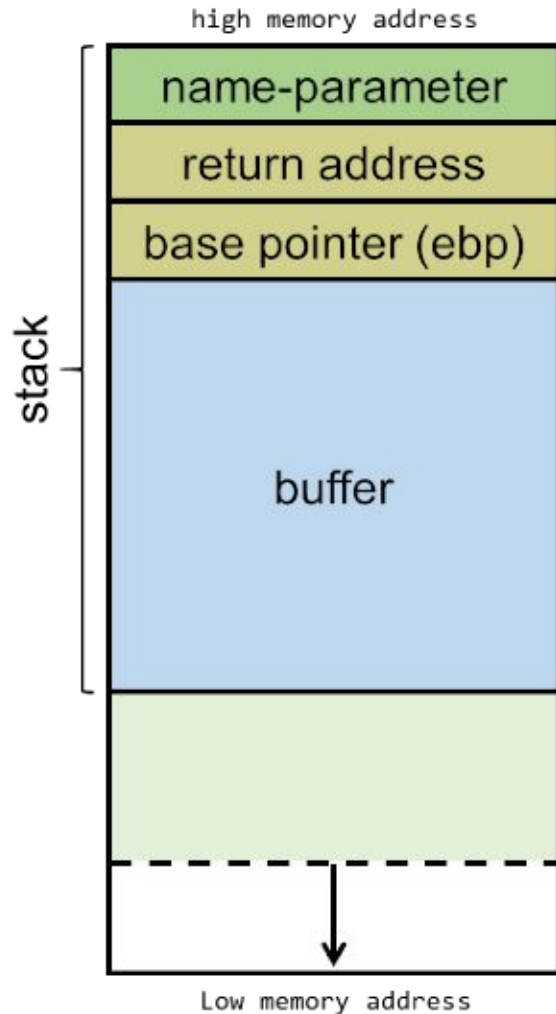 high memory address
name-parameter
return address
base pointer (ebp)
stack
buffer
Low memory address